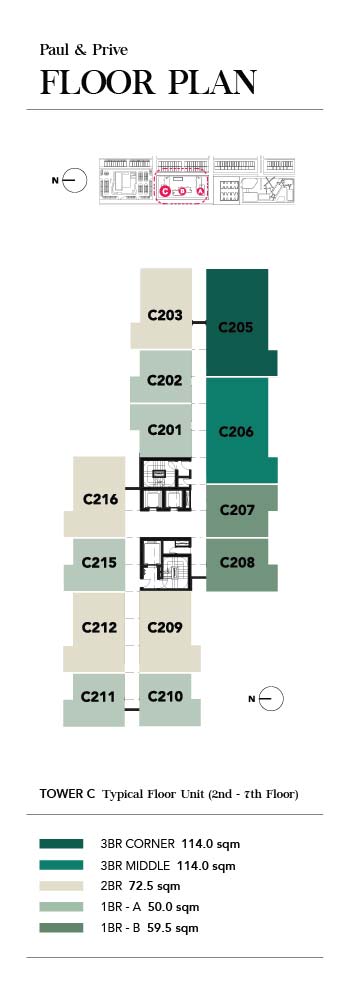 Paul & Prive
FLOOR PLAN
N
C B A
C203
C205
C202
C201
C206
C216
C207
C215
C208
C212
C209
C211
C210
N
TOWER C Typical Floor Unit (2nd - 7th Floor)
3BR CORNER 114.0 sqm
3BR MIDDLE 114.0 sqm
2BR 72.5 sqm
1BR - A 50.0 sqm
1BR - B 59.5 sqm